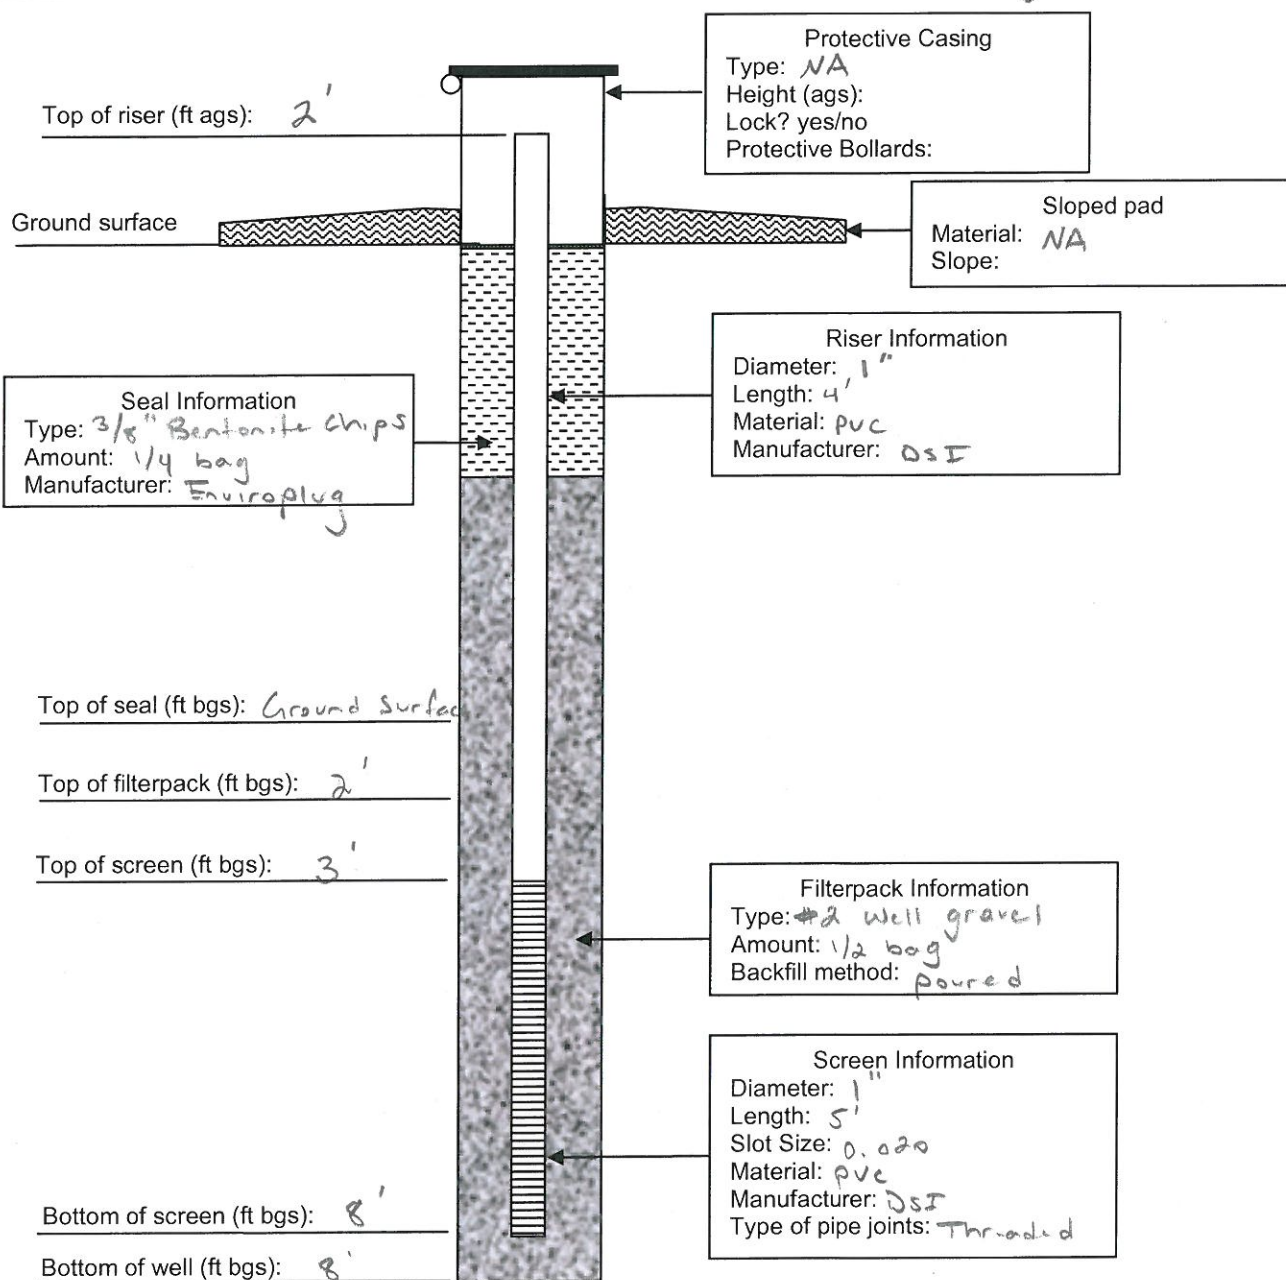 Protective Casing
Type: NA
Height (ags):
Lock? yes/no
Protective Bollards:
Top of riser (ft ags): 2'
Sloped pad
Material: NA
Slope:
Ground surface
Riser Information
Diameter: 1"
Length: 4'
Material: PVC
Manufacturer: DSI
Seal Information
Type: 3/8" Bentonite Chips
Amount: 1/4 bag
Manufacturer: Enviroplug
Top of seal (ft bgs): Ground Surfac
Top of filterpack (ft bgs): 2'
Top of screen (ft bgs): 3'
Filterpack Information
Type: #2 Well gravel
Amount: 1/2 bag
Backfill method: poured
Screen Information
Diameter: 1"
Length: 5'
Slot Size: 0.020
Material: PVC
Manufacturer: DSI
Type of pipe joints: Threaded
Bottom of screen (ft bgs): 8'
Bottom of well (ft bgs): 8'